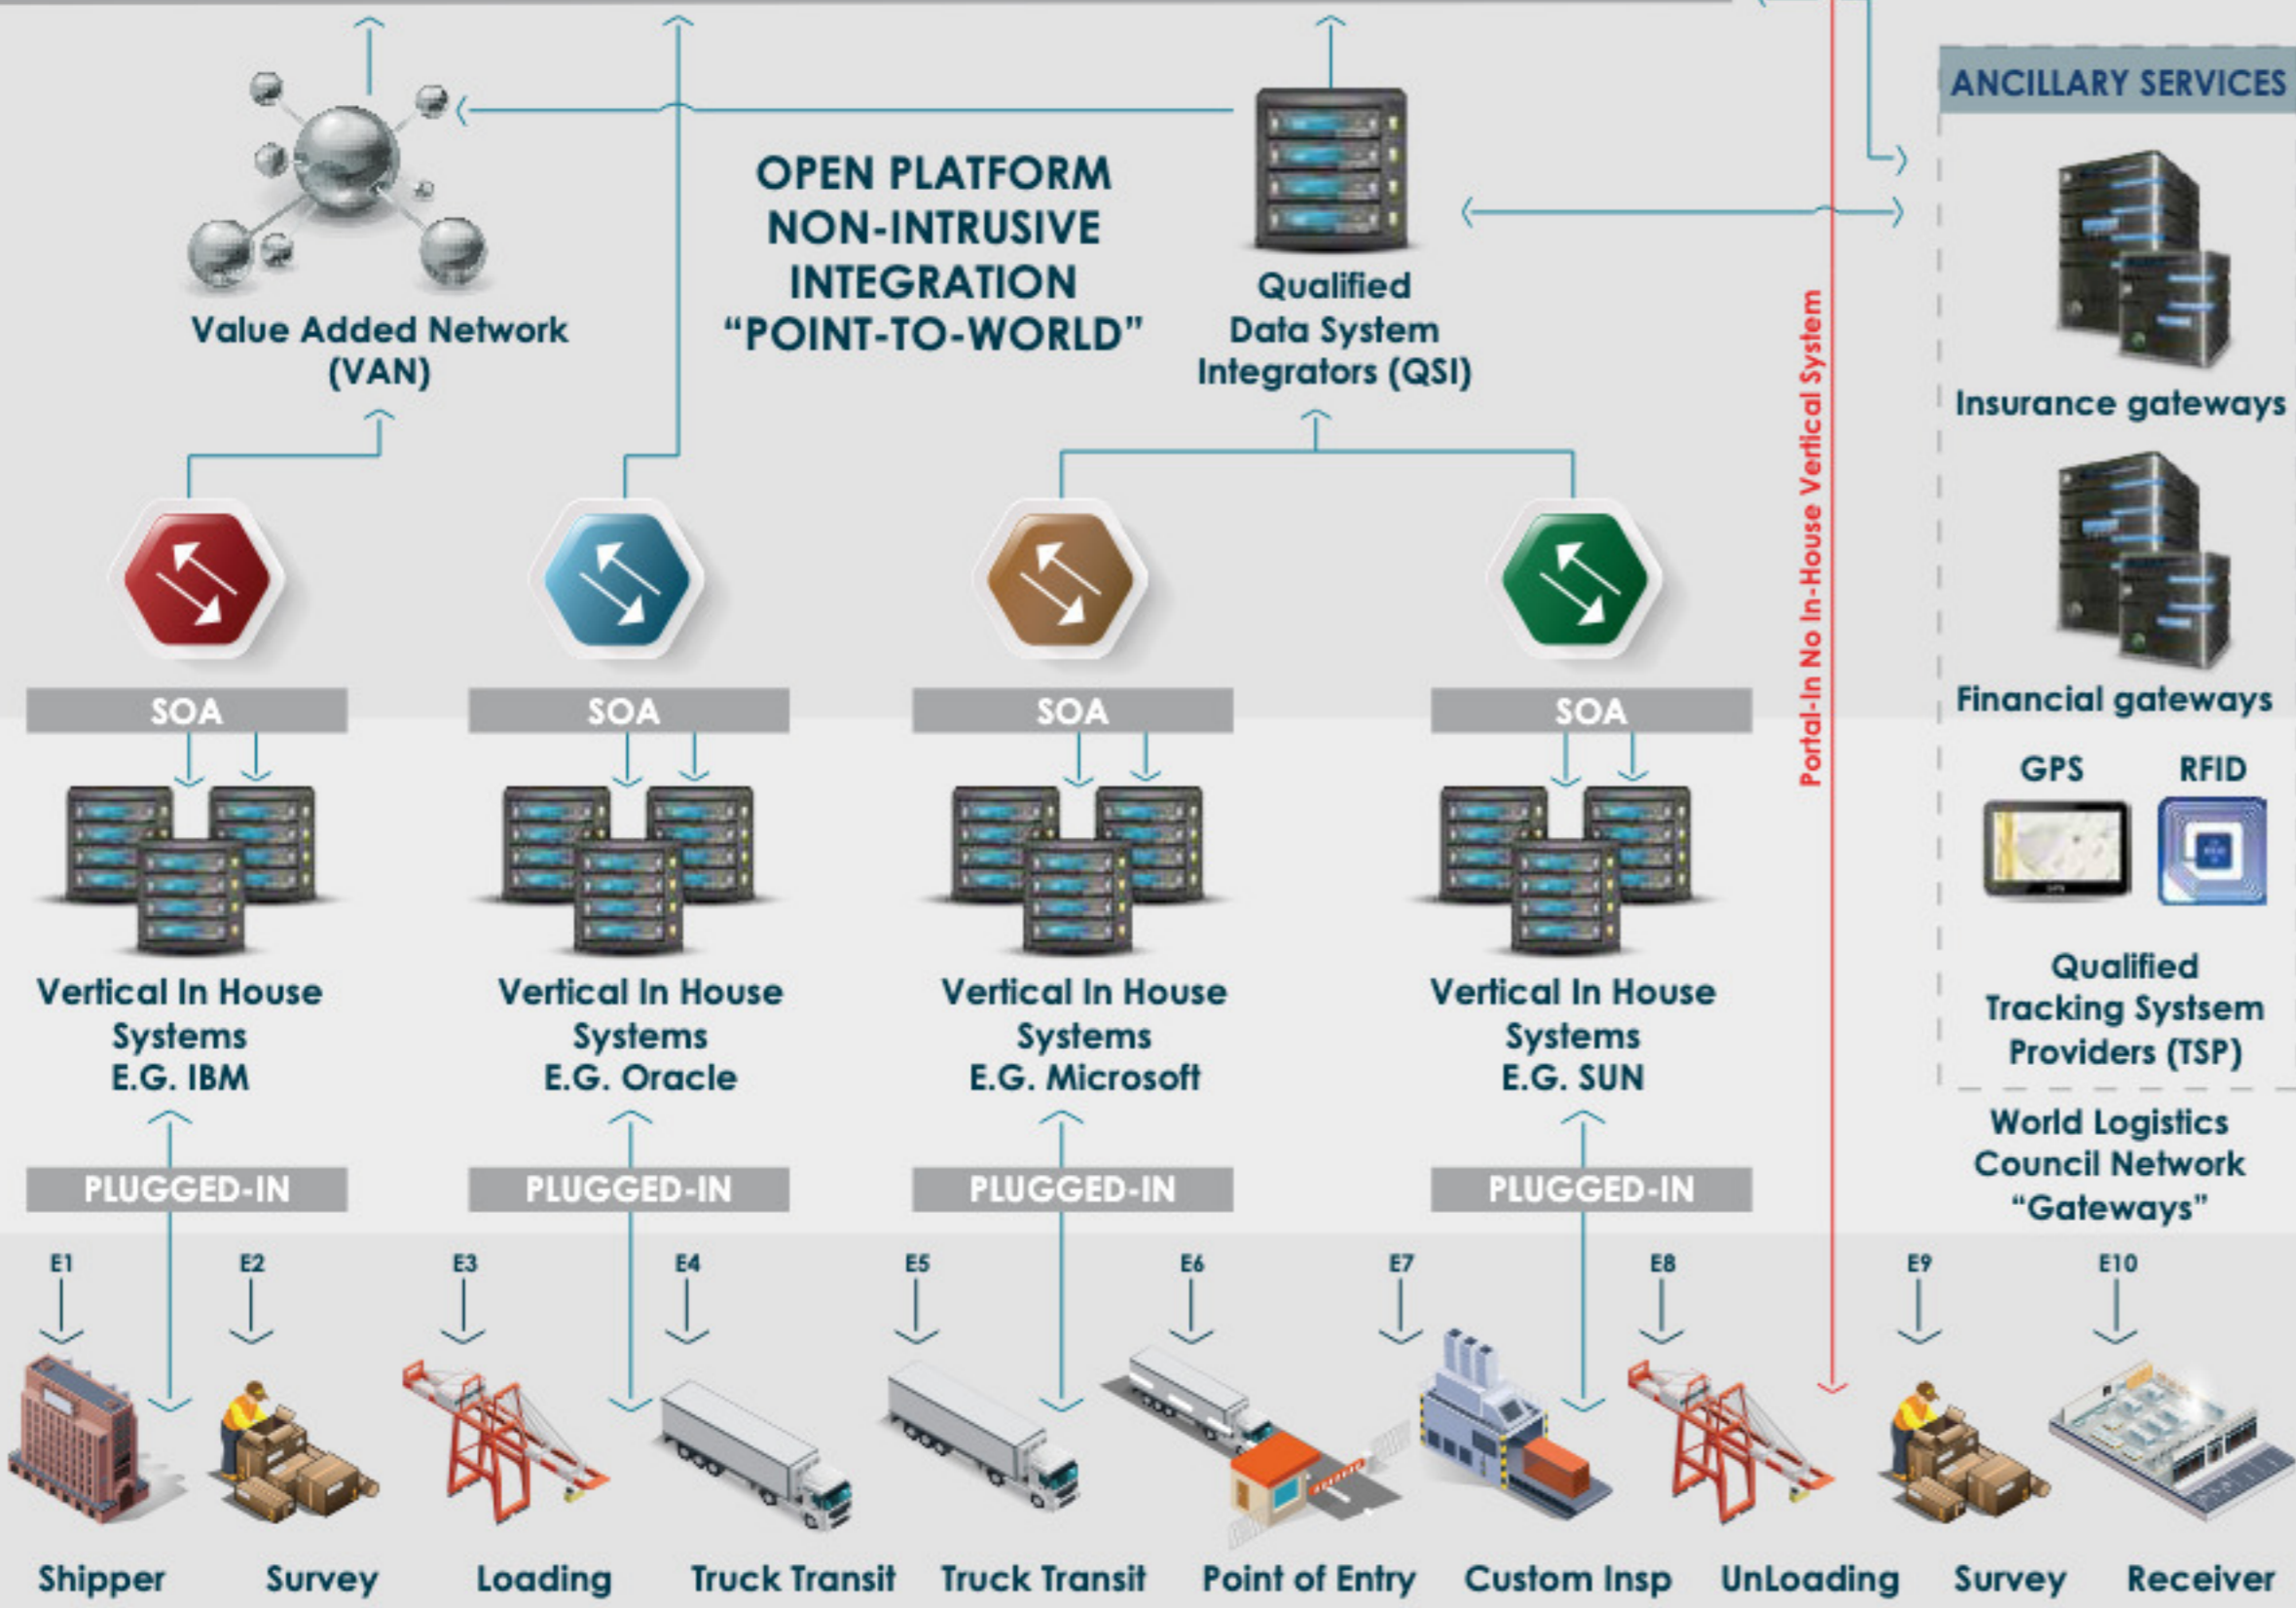 ANCILLARY SERVICES
OPEN PLATFORM
NON-INTRUSIVE
INTEGRATION
“POINT-TO-WORLD”
Value Added Network
(VAN)
Qualified
Data System
Integrators (QSI)
Portal-In No In-House Vertical System
Insurance gateways
Financial gateways
SOA
SOA
SOA
SOA
GPS
RFID
Qualified
Tracking Systsem
Providers (TSP)
Vertical In House
Systems
E.G. IBM
Vertical In House
Systems
E.G. Oracle
Vertical In House
Systems
E.G. Microsoft
Vertical In House
Systems
E.G. SUN
World Logistics
Council Network
“Gateways”
PLUGGED-IN
PLUGGED-IN
PLUGGED-IN
PLUGGED-IN
E1
E2
E3
E4
E5
E6
E7
E8
E9
E10
Shipper
Survey
Loading
Truck Transit
Truck Transit
Point of Entry
Custom Insp
UnLoading
Survey
Receiver